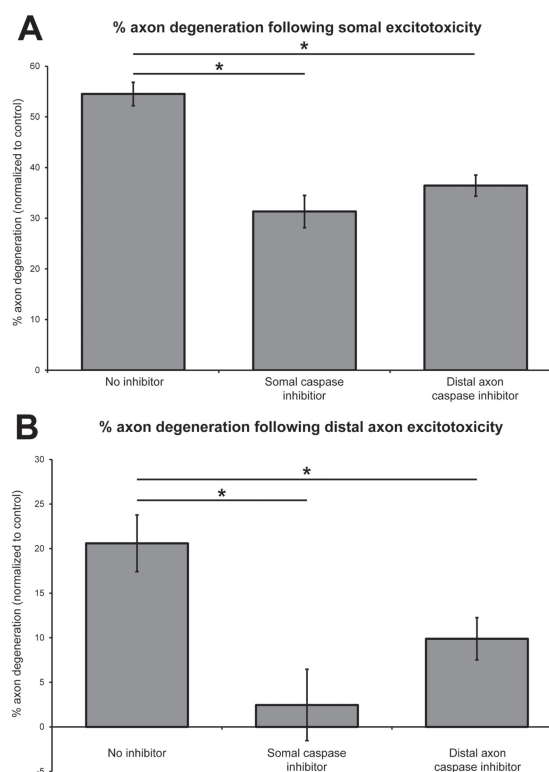 A
% axon degeneration following somal excitotoxicity
*
*
% axon degeneration (normalized to control)
60
50
40
30
20
10
0
No inhibitor
Somal caspase
inhibitior
Distal axon
caspase inhibitor
B
% axon degeneration following distal axon excitotoxicity
*
*
% axon degeneration (normalized to control)
30
25
20
15
10
5
0
-5
No inhibitor
Somal caspase
inhibitor
Distal axon
caspase inhibitor